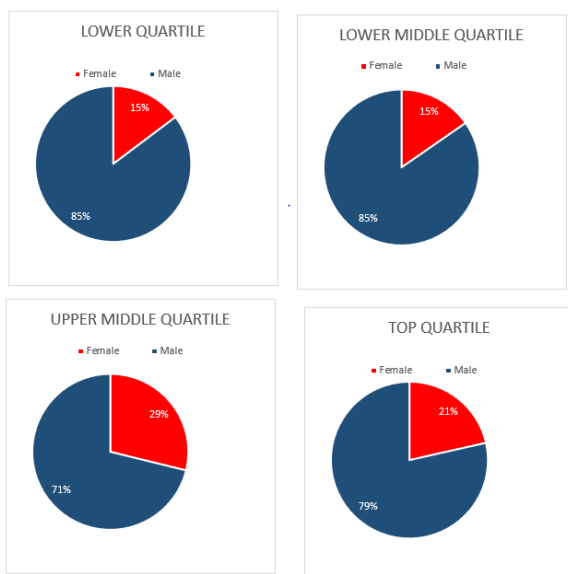 LOWER QUARTILE
Female Male
15%
85%
LOWER MIDDLE QUARTILE
Female Male
15%
85%
UPPER MIDDLE QUARTILE
Female Male
29%
71%
TOP QUARTILE
Female Male
21%
79%